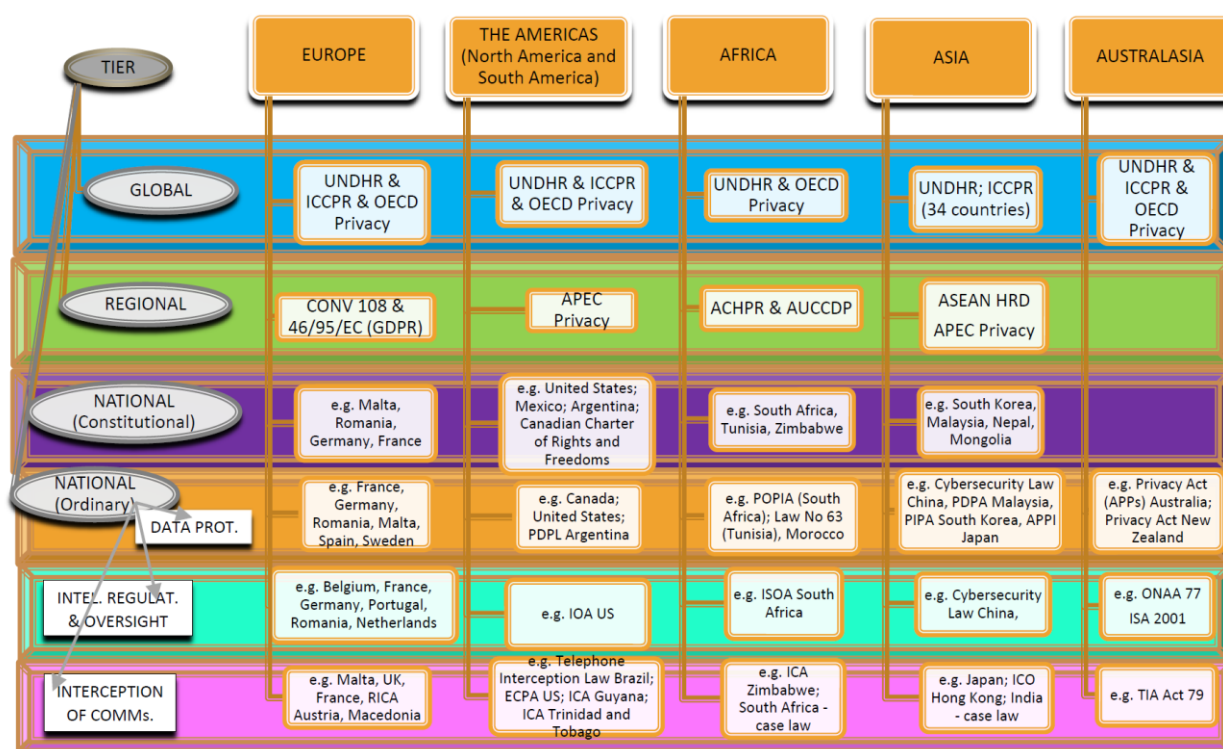 TIER
EUROPE
THE AMERICAS
(North America and
South America)
AFRICA
ASIA
AUSTRALASIA
GLOBAL
UNDHR &
ICCPR & OECD
Privacy
UNDHR & ICCPR
& OECD Privacy
UNDHR & OECD
Privacy
UNDHR; ICCPR
(34 countries)
UNDHR &
ICCPR &
OECD
Privacy
REGIONAL
CONV 108 &
46/95/EC (GDPR)
APEC
Privacy
ACHPR & AUCCDP
ASEAN HRD
APEC Privacy
NATIONAL
(Constitutional)
e.g. Malta,
Romania,
Germany, France
e.g. United States;
Mexico; Argentina;
Canadian Charter
of Rights and
Freedoms
e.g. South Africa,
Tunisia, Zimbabwe
e.g. South Korea,
Malaysia, Nepal,
Mongolia
NATIONAL
(Ordinary)
DATA PROT.
e.g. France,
Germany,
Romania, Malta,
Spain, Sweden
e.g. Canada;
United States;
PDPL Argentina
e.g. POPIA (South
Africa); Law No 63
(Tunisia), Morocco
e.g. Cybersecurity Law
China, PDPA Malaysia,
PIPA South Korea, APPI
Japan
e.g. Privacy Act
(APPs) Australia;
Privacy Act New
Zealand
INTEL. REGULAT.
& OVERSIGHT
e.g. Belgium, France,
Germany, Portugal,
Romania, Netherlands
e.g. IOA US
e.g. ISOA South
Africa
e.g. Cybersecurity
Law China,
e.g. ONAA 77
ISA 2001
INTERCEPTION
OF COMMs.
e.g. Malta, UK,
France, RICA
Austria, Macedonia
e.g. Telephone
Interception Law Brazil;
ECPA US; ICA Guyana;
ICA Trinidad and
Tobago
e.g. ICA
Zimbabwe;
South Africa -
case law
e.g. Japan; ICO
Hong Kong; India
- case law
e.g. TIA Act 79